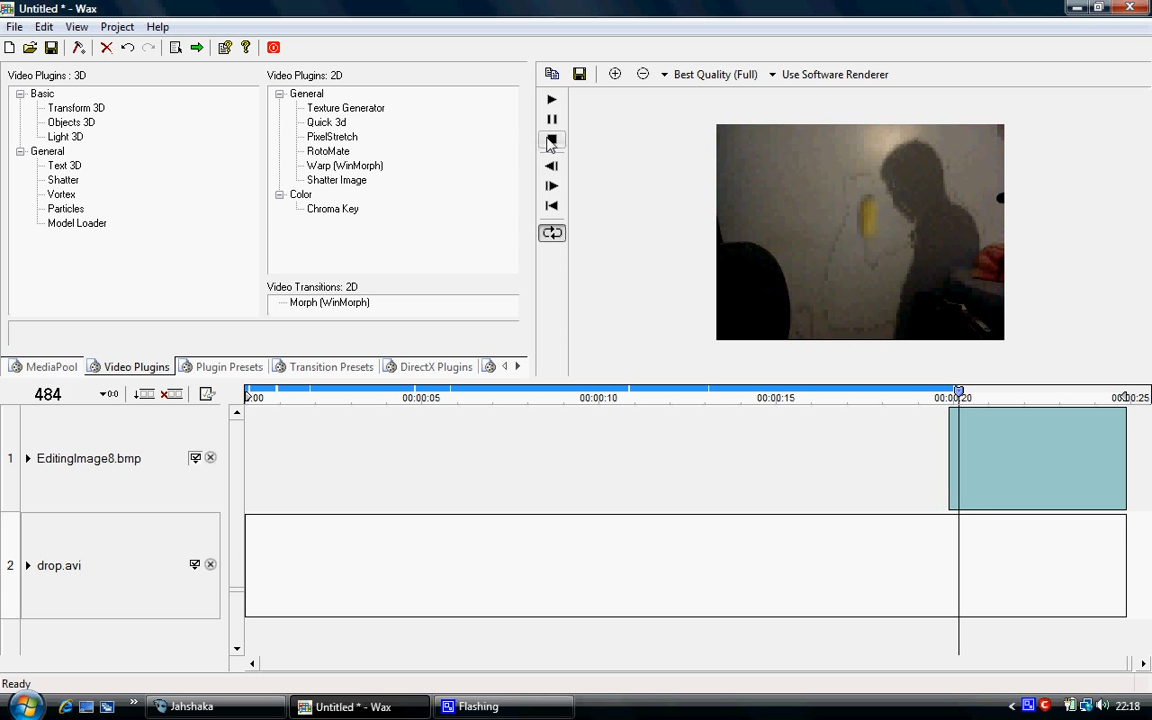 Untitled * - Wax
File Edit View Project Help
Video Plugins : 3D
Basic
Transform 3D
Objects 3D
Light 3D
General
Text 3D
Shatter
Vortex
Particles
Model Loader
Video Plugins: 2D
General
Texture Generator
Quick 3d
PixelStretch
RotoMate
Warp (WinMorph)
Shatter Image
Color
Chroma Key
Video Transitions: 2D
Morph (WinMorph)
Best Quality (Full) Use Software Renderer
MediaPool Video Plugins Plugin Presets Transition Presets DirectX Plugins
484 0:0 :00 00:00:05 00:00:10 00:00:15 00:00:20 00:00:25
1 EditingImage8.bmp
2 drop.avi
Ready
Jahshaka Untitled * - Wax Flashing 22:18